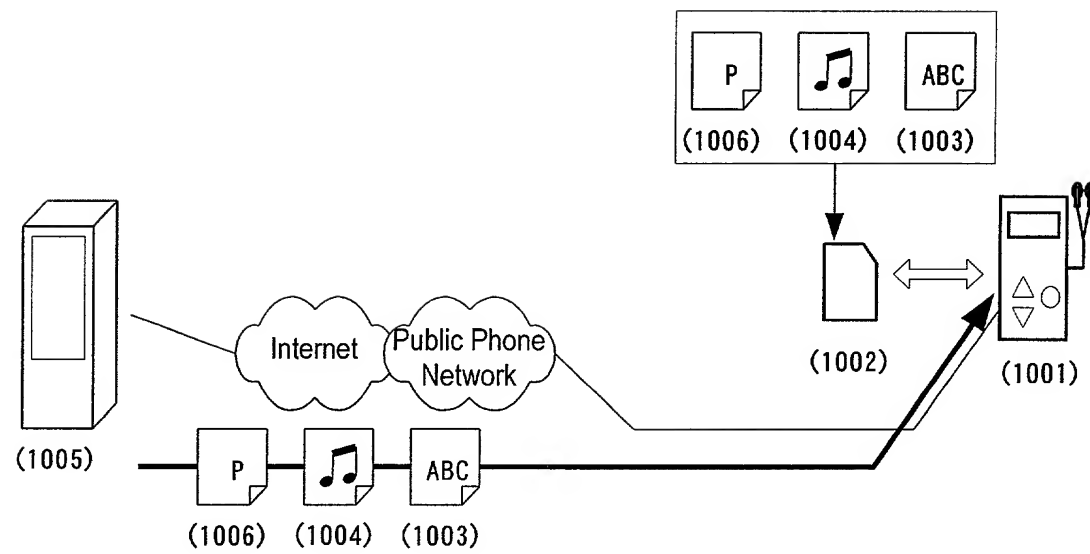 P ABC
(1006) (1004) (1003)
Internet
Public Phone
Network
(1002)
(1001)
(1005)
P ABC
(1006) (1004) (1003)